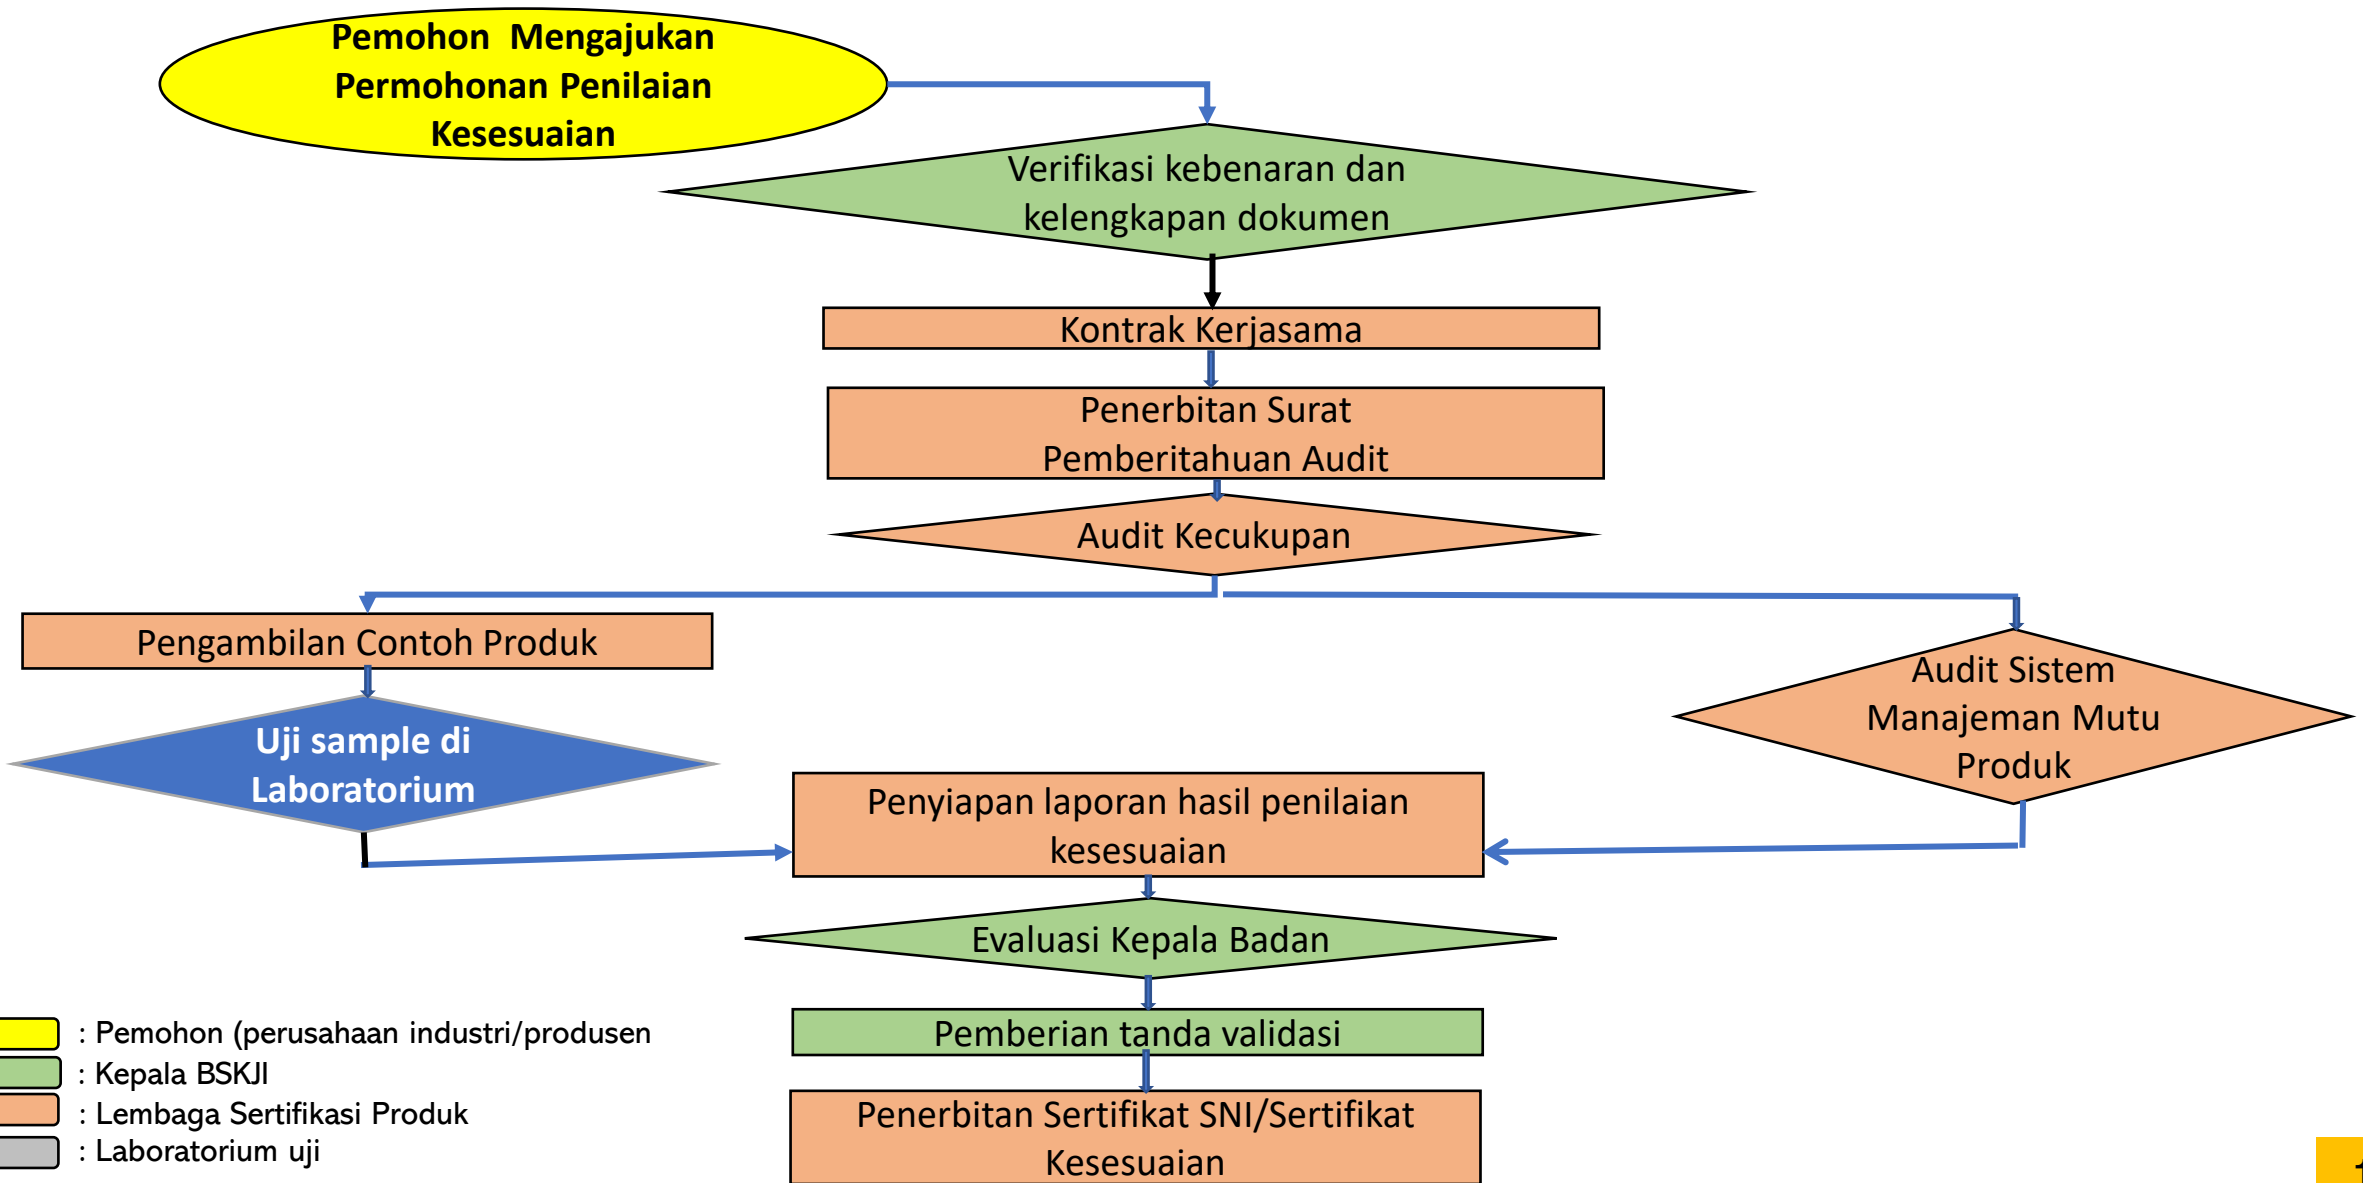 Pemohon  Mengajukan
Permohonan Penilaian
Kesesuaian
Verifikasi kebenaran dan
kelengkapan dokumen
Kontrak Kerjasama
Penerbitan Surat
Pemberitahuan Audit
Audit Kecukupan
Pengambilan Contoh Produk
Audit Sistem
Manajeman Mutu
Produk
Uji sample di
Laboratorium
Penyiapan laporan hasil penilaian
kesesuaian
Evaluasi Kepala Badan
Pemberian tanda validasi
Penerbitan Sertifikat SNI/Sertifikat
Kesesuaian
: Pemohon (perusahaan industri/produsen
: Kepala BSKJI
: Lembaga Sertifikasi Produk
: Laboratorium uji